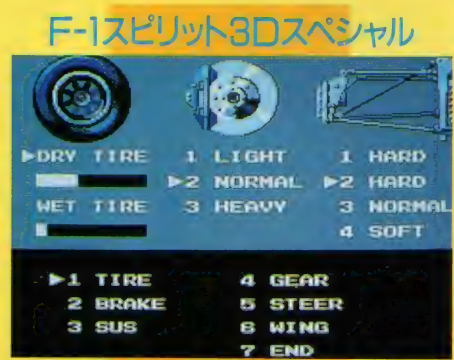 F-1スピリット3Dスペシャル
▶DRY TIRE
WET TIRE
1 LIGHT
▶2 NORMAL
3 HEAVY
1 HARD
▶2 HARD
3 NORMAL
4 SOFT
▶1 TIRE
2 BRAKE
3 SUS
4 GEAR
5 STEER
6 WING
7 END